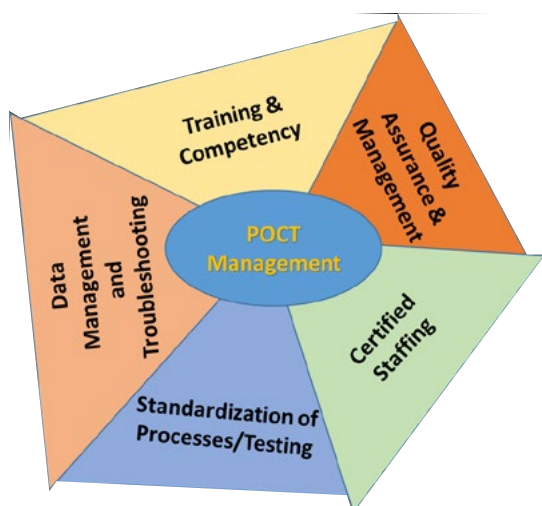 Training &
Competency
Quality
Assurance &
Management
POCT
Management
Data
Management
and
Troubleshooting
Certified
Staffing
Standardization of
Processes/Testing